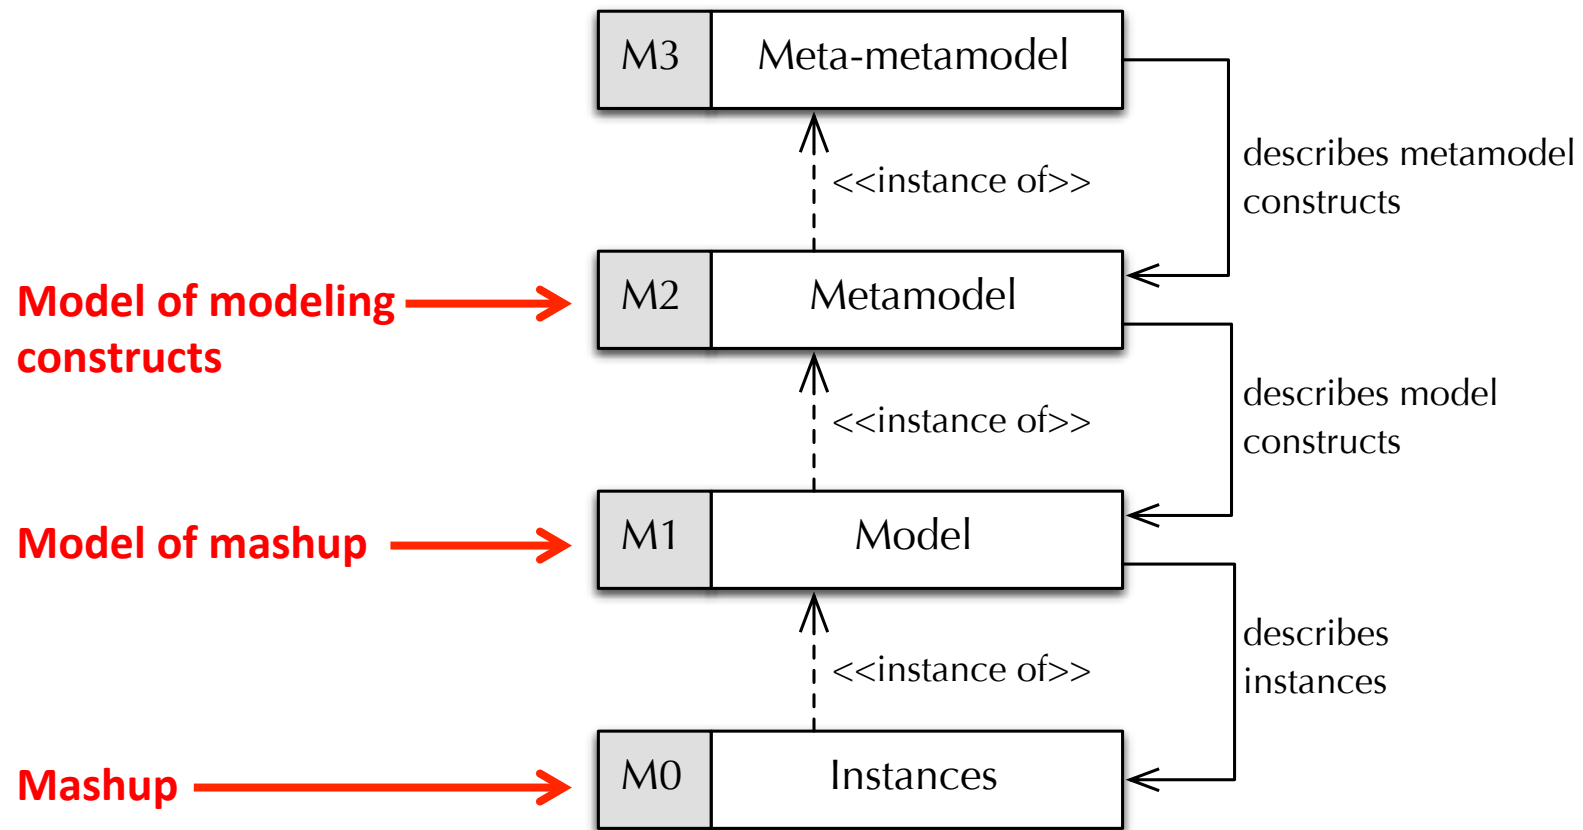 M3 Meta-metamodel
describes metamodel
constructs
<<instance of>>
Model of modeling
constructs
M2 Metamodel
describes model
constructs
<<instance of>>
Model of mashup
M1 Model
describes
instances
<<instance of>>
Mashup
M0 Instances